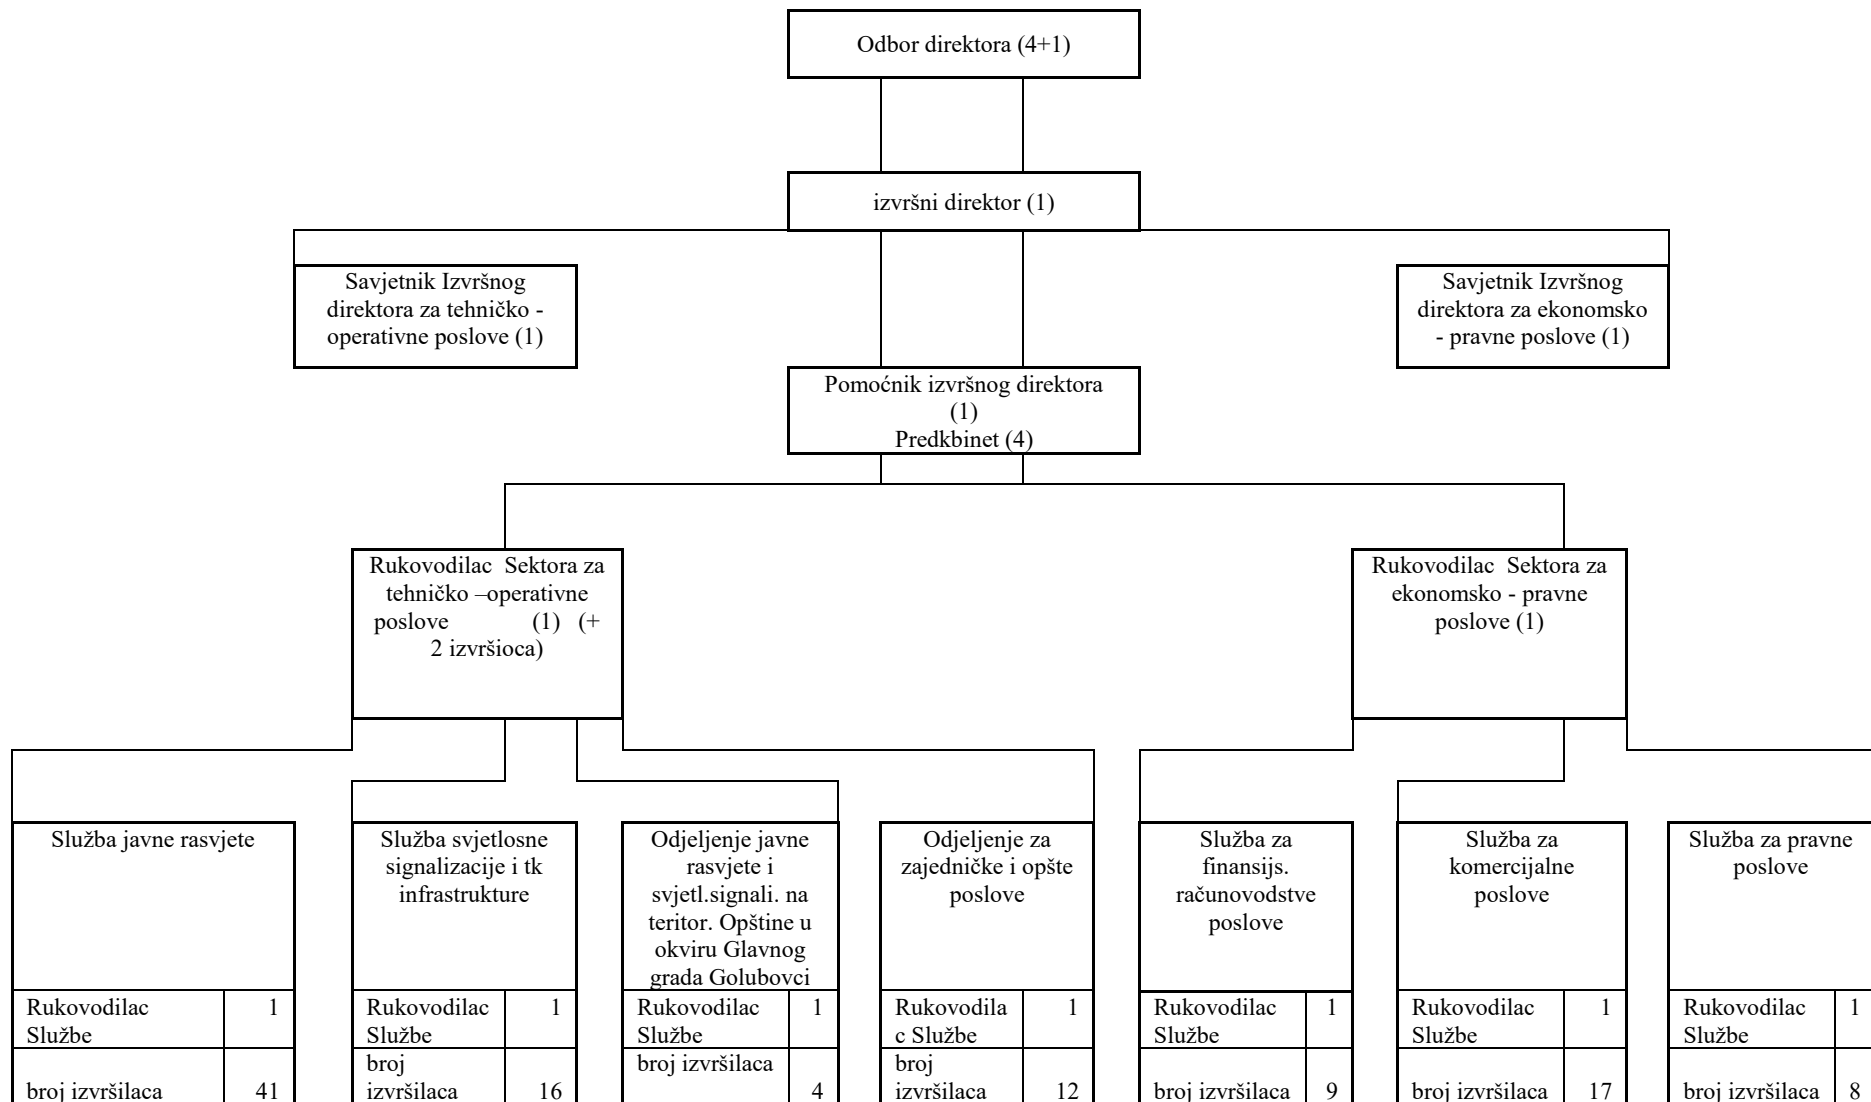 Odbor direktora (4+1)
izvršni direktor (1)
Savjetnik Izvršnog
direktora za tehničko -
operativne poslove (1)
Savjetnik Izvršnog
direktora za ekonomsko
- pravne poslove (1)
Pomoćnik izvršnog direktora
(1)
Predkbinet (4)
Rukovodilac  Sektora za
tehničko –operativne
poslove (1) (+
2 izvršioca)
Rukovodilac  Sektora za
ekonomsko - pravne
poslove (1)
Služba javne rasvjete
Rukovodilac 1
Službe
broj izvršilaca 41
Služba svjetlosne
signalizacije i tk
infrastrukture
Rukovodilac 1
Službe
broj
izvršilaca 16
Odjeljenje javne
rasvjete i
svjetl.signali. na
teritor. Opštine u
okviru Glavnog
grada Golubovci
Rukovodilac 1
Službe
broj izvršilaca
4
Odjeljenje za
zajedničke i opšte
poslove
Rukovodila 1
c Službe
broj
izvršilaca 12
Služba za
finansijs.
računovodstve
poslove
Rukovodilac 1
Službe
broj izvršilaca 9
Služba za
komercijalne
poslove
Rukovodilac 1
Službe
broj izvršilaca 17
Služba za pravne
poslove
Rukovodilac 1
Službe
broj izvršilaca 8